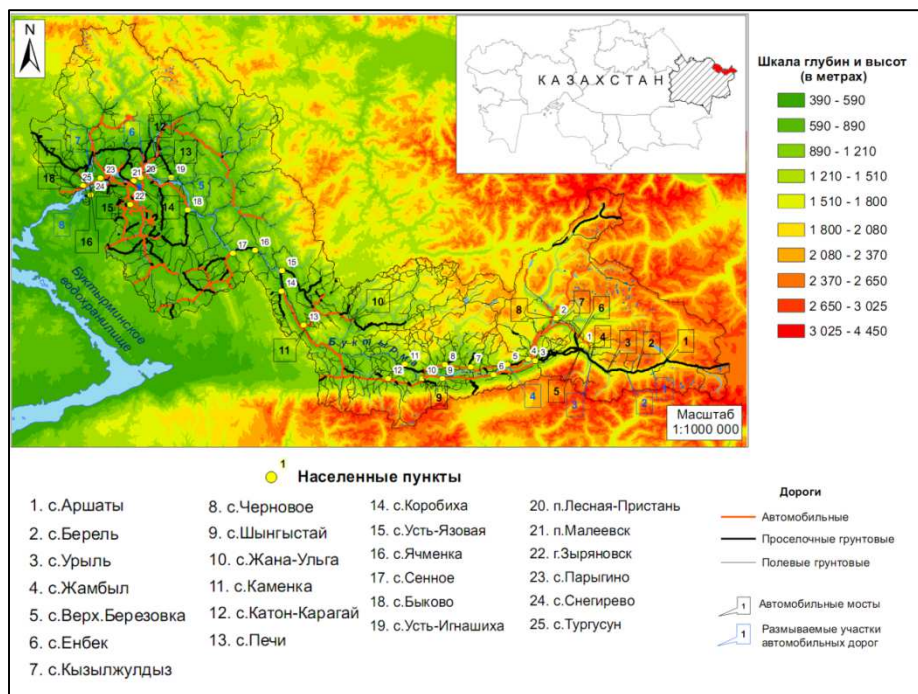 N
КАЗАХСТАН
Шкала глубин и высот
(в метрах)
390 - 590
590 - 890
890 - 1 210
1 210 - 1 510
1 510 - 1 800
1 800 - 2 080
2 080 - 2 370
2 370 - 2 650
2 650 - 3 025
3 025 - 4 450
Бухтырминское
водохранилище
Масштаб
1:1000 000
1
Населенные пункты
1. с.Аршаты
2. с.Берель
3. с.Урыль
4. с.Жамбыл
5. с.Верх.Березовка
6. с.Енбек
7. с.Кызылжулдыз
8. с.Черновое
9. с.Шынгыстай
10. с.Жана-Ульга
11. с.Каменка
12. с.Катон-Карагай
13. с.Печи
14. с.Коробиха
15. с.Усть-Язовая
16. с.Ячменка
17. с.Сенное
18. с.Быково
19. с.Усть-Игнашиха
20. п.Лесная-Пристань
21. п.Малеевск
22. г.Зыряновск
23. с.Парыгино
24. с.Снегирево
25. с.Тургусун
Дороги
Автомобильные
Проселочные грунтовые
Полевые грунтовые
1 Автомобильные мосты
1 Размываемые участки
автомобильных дорог